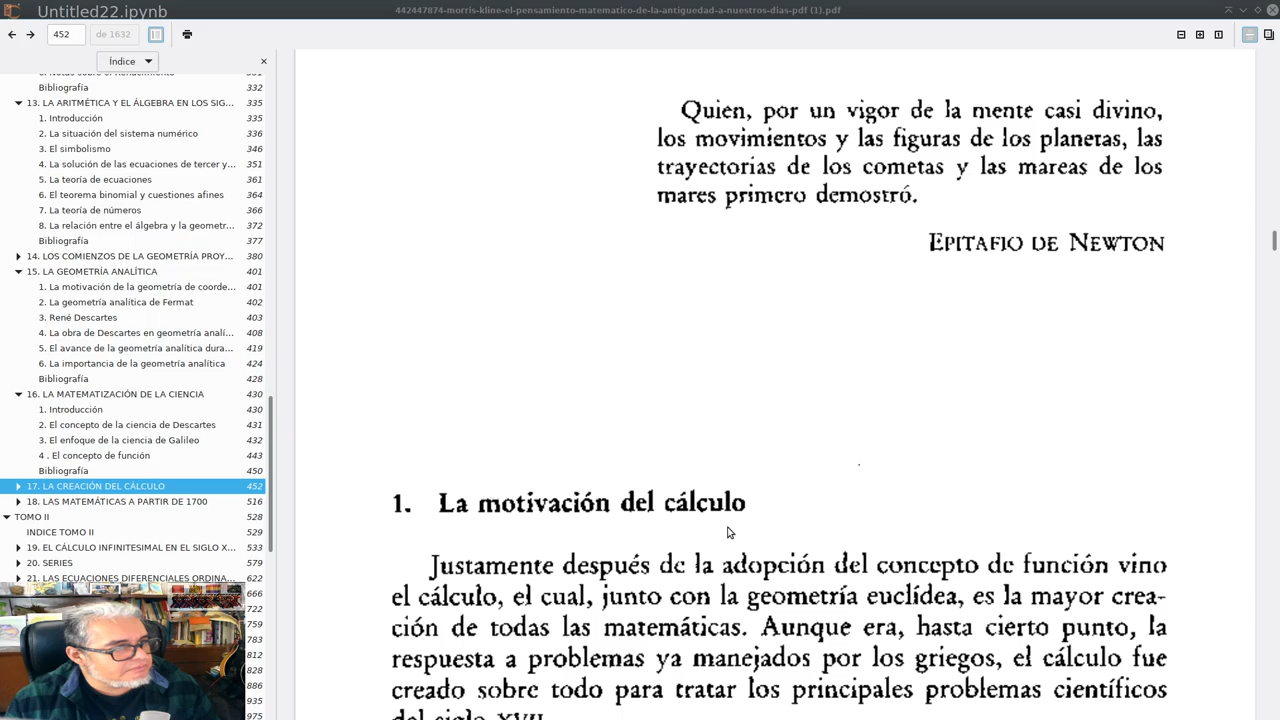 Untitled22.ipynb
442447874-morris-kline-el-pensamiento-matematico-de-la-antiguedad-a-nuestros-dias-pdf (1).pdf
452
de 1632
Índice
Bibliografía 332
13. LA ARITMÉTICA Y EL ÁLGEBRA EN LOS SIG... 335
1. Introducción 335
2. La situación del sistema numérico 336
3. El simbolismo 346
4. La solución de las ecuaciones de tercer y... 351
5. La teoría de ecuaciones 361
6. El teorema binomial y cuestiones afines 364
7. La teoría de números 366
8. La relación entre el álgebra y la geometr... 372
Bibliografía 377
14. LOS COMIENZOS DE LA GEOMETRÍA PROY... 380
15. LA GEOMETRÍA ANALÍTICA 401
1. La motivación de la geometría de coorde... 401
2. La geometría analítica de Fermat 402
3. René Descartes 403
4. La obra de Descartes en geometría analí... 408
5. El avance de la geometría analítica dura... 419
6. La importancia de la geometría analítica 424
Bibliografía 428
16. LA MATEMATIZACIÓN DE LA CIENCIA 430
1. Introducción 430
2. El concepto de la ciencia de Descartes 431
3. El enfoque de la ciencia de Galileo 432
4 . El concepto de función 443
Bibliografía 450
17. LA CREACIÓN DEL CÁLCULO 452
18. LAS MATEMÁTICAS A PARTIR DE 1700 516
TOMO II 528
INDICE TOMO II 529
19. EL CÁLCULO INFINITESIMAL EN EL SIGLO X... 533
20. SERIES 579
21. LAS ECUACIONES DIFERENCIALES ORDINA... 622
666
722
759
783
812
828
886
935
975
Quien, por un vigor de la mente casi divino,
los movimientos y las figuras de los planetas, las
trayectorias de los cometas y las mareas de los
mares primero demostró.
EPITAFIO DE NEWTON
1. La motivación del cálculo
Justamente después de la adopción del concepto de función vino
el cálculo, el cual, junto con la geometría euclídea, es la mayor crea-
ción de todas las matemáticas. Aunque era, hasta cierto punto, la
respuesta a problemas ya manejados por los griegos, el cálculo fue
creado sobre todo para tratar los principales problemas científicos
del siglo XVII